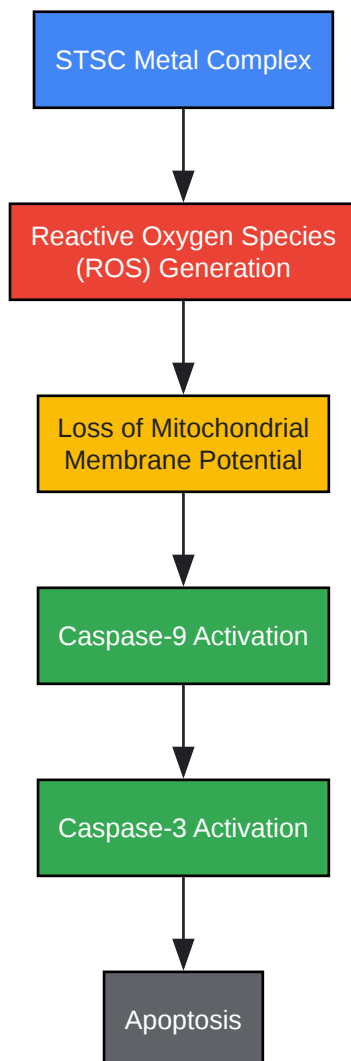 STSC Metal Complex
Reactive Oxygen Species
(ROS) Generation
Loss of Mitochondrial
Membrane Potential
Caspase-9 Activation
Caspase-3 Activation
Apoptosis